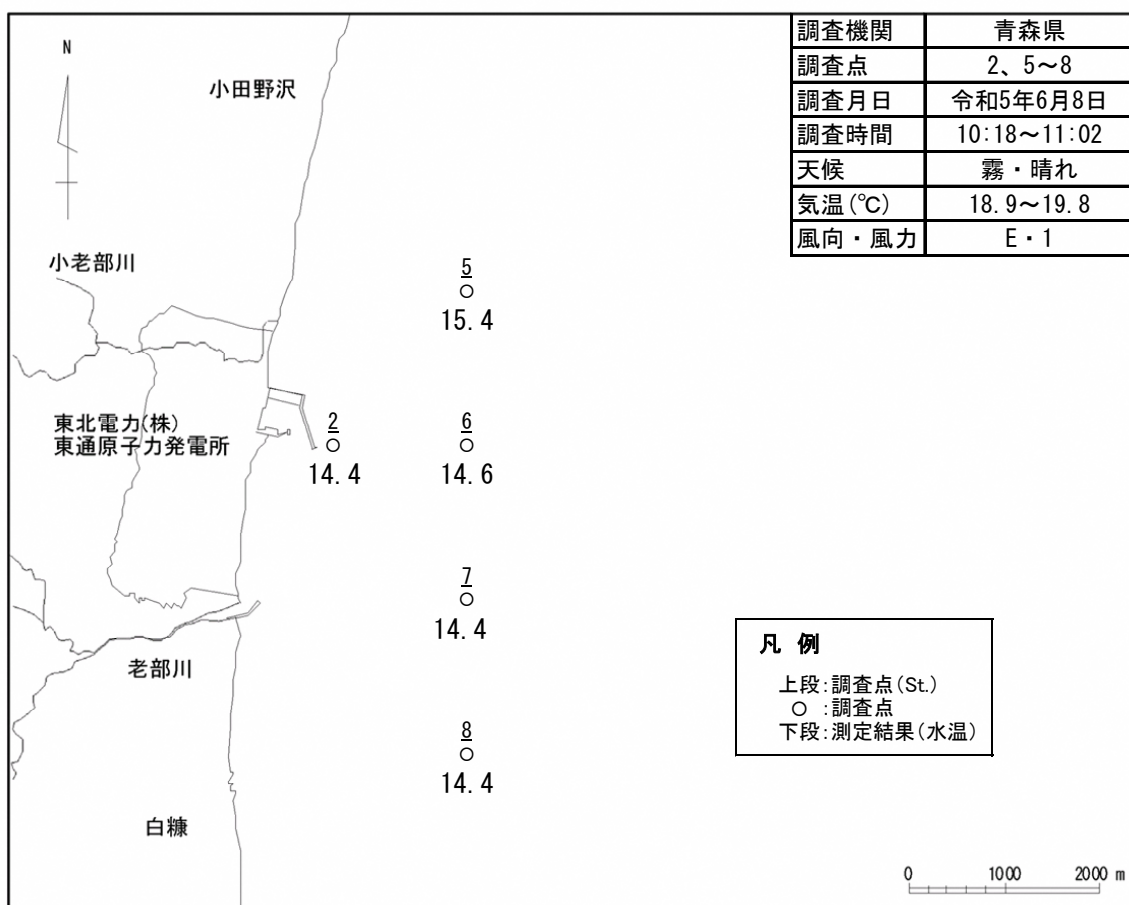 調査機関 青森県
調査点 2、5～8
調査月日 令和5年6月8日
調査時間 10:18～11:02
天候 霧・晴れ
気温(℃) 18.9～19.8
風向・風力 E・1
N
小田野沢
小老部川
5
15.4
東北電力(株)
東通原子力発電所
2
14.4
6
14.6
7
14.4
老部川
8
14.4
白糠
凡 例
上段:調査点(St.)
○ :調査点
下段:測定結果(水温)
0 1000 2000 m